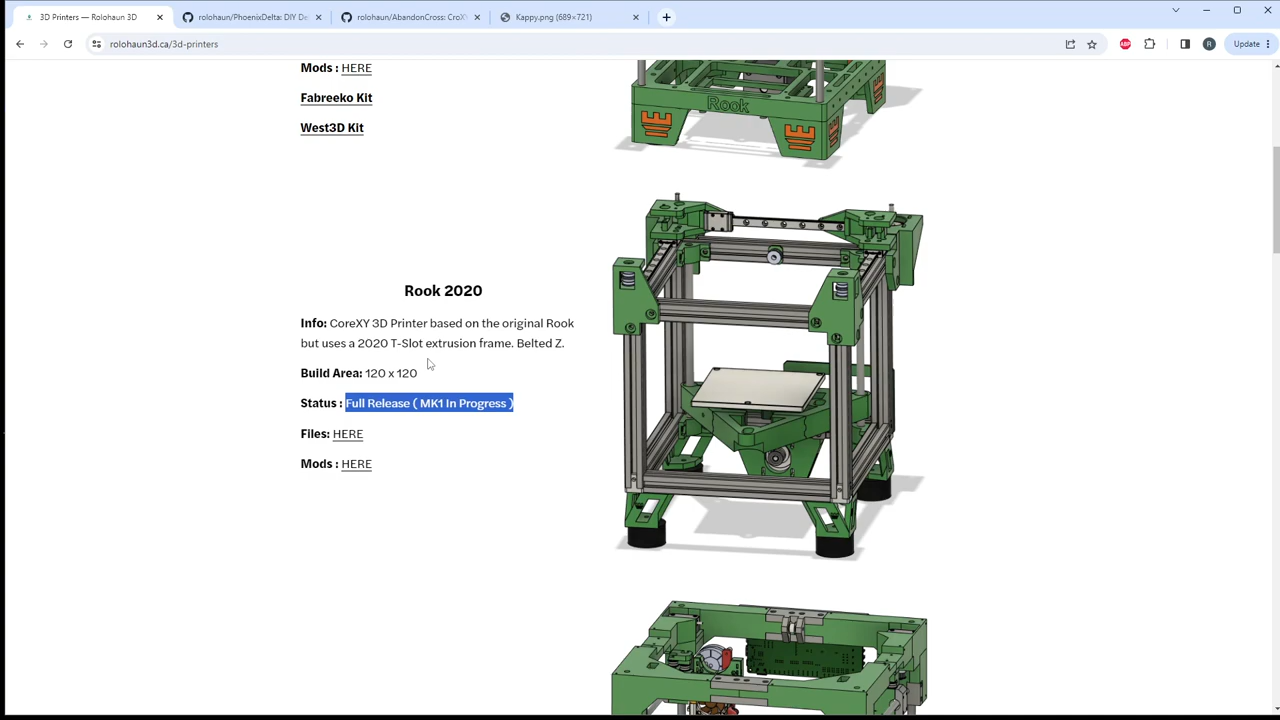 3D Printers — Rolohaun 3D
rolohaun/PhoenixDelta: DIY De
rolohaun/AbandonCross: CroX
Kappy.png (689×721)
rolohaun3d.ca/3d-printers
ABP
R
Update
Mods : HERE
Fabreeko Kit
West3D Kit
Rook
Rook 2020
Info: CoreXY 3D Printer based on the original Rook
but uses a 2020 T-Slot extrusion frame. Belted Z.
Build Area: 120 x 120
Status : Full Release ( MK1 In Progress )
Files: HERE
Mods : HERE